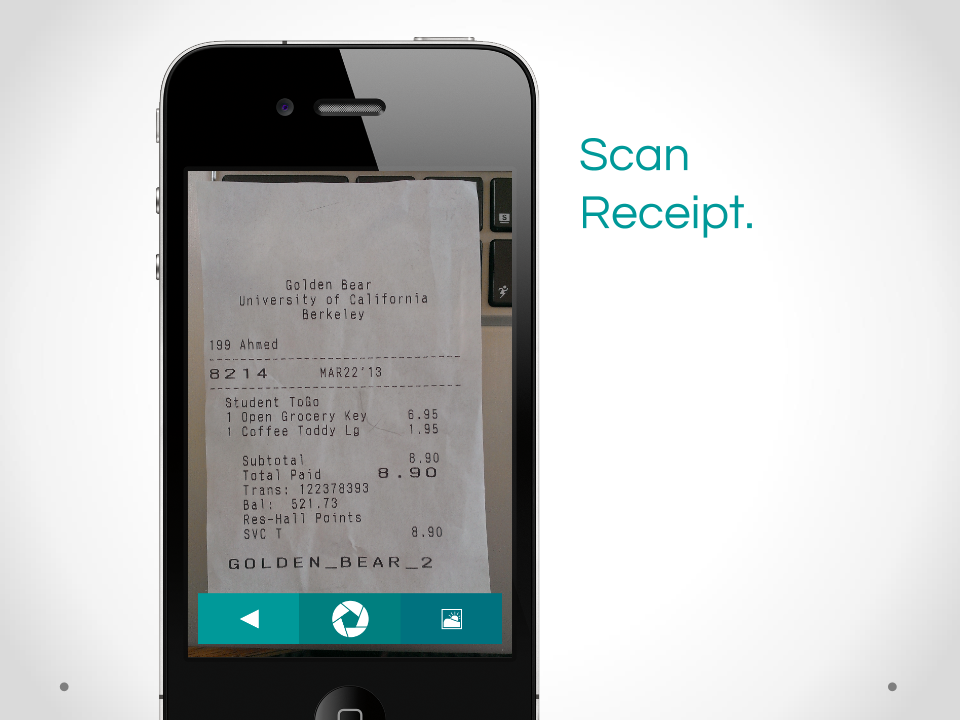 Scan
Receipt.
Golden Bear
University of California
Berkeley
199 Ahmed
8214 MAR22'13
Student ToGo
1 Open Grocery Key 6.95
1 Coffee Toddy Lg 1.95
Subtotal 8.90
Total Paid 8.90
Trans: 122378393
Bal: 521.73
Res-Hall Points
SVC T 8.90
GOLDEN_BEAR_2
S